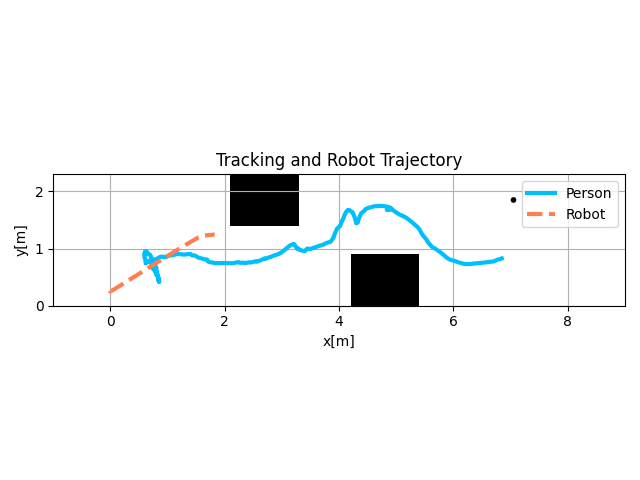 Tracking and Robot Trajectory
2
1
0
y[m]
Person
Robot
0 2 4 6 8
x[m]